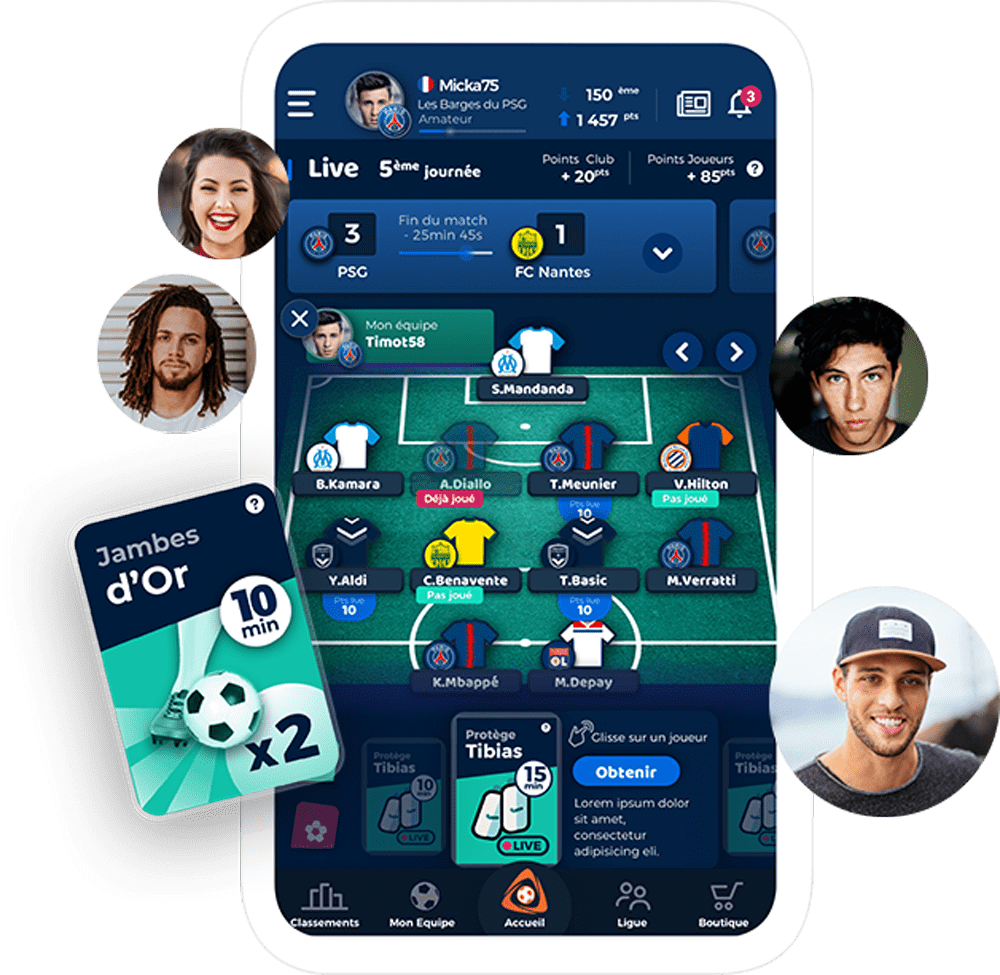 Micka75
Les Barges du PSG
Amateur
150 ème
1 457 pts
3
Live 5ème journée
Points Club
+ 20pts
Points Joueurs
+ 85pts
?
3
Fin du match
- 25min 45s
1
PSG
FC Nantes
Mon équipe
Timot58
S.Mandanda
B.Kamara
A.Diallo
T.Meunier
V.Hilton
Déjà joué
Pas joué
Pts live
10
Y.Aldi
C.Benavente
T.Basic
M.Verratti
Pts live
10
Pas joué
Pts live
10
OL
K.Mbappé
M.Depay
?
Jambes
d'Or
10
min
x2
Protège
Tibias
10
min
LIVE
Protège
Tibias
?
15
min
LIVE
Clisse sur un joueur
Obtenir
Lorem ipsum dolor
sit amet,
consectetur
adipisicing eli.
Protège
Tibias
Classements
Mon Equipe
Accueil
Ligue
Boutique